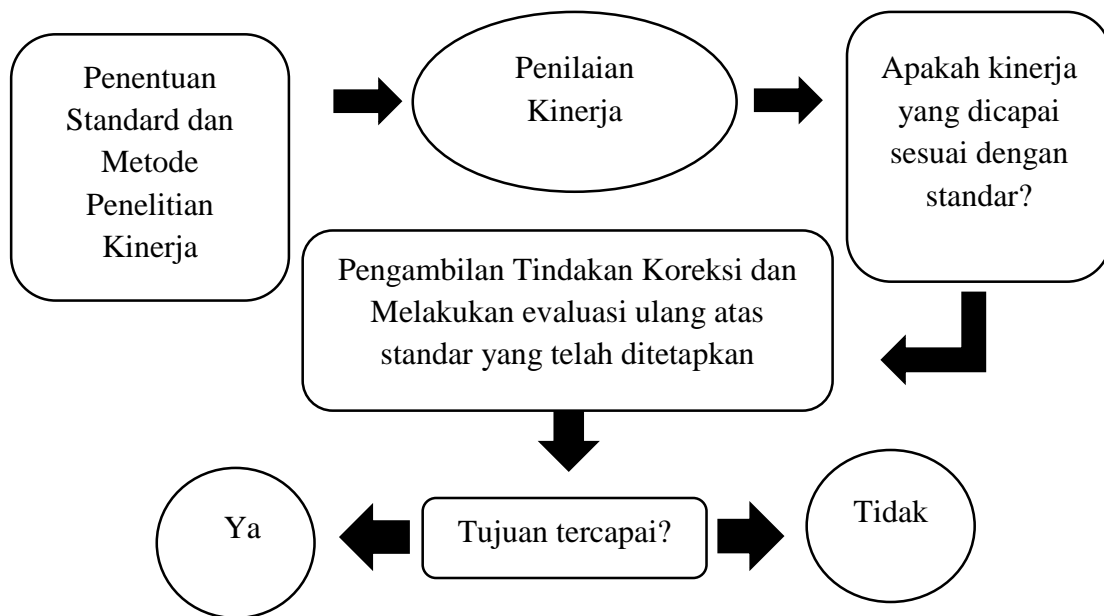 Penentuan
Standard dan
Metode
Penelitian
Kinerja
Penilaian
Kinerja
Apakah kinerja
yang dicapai
sesuai dengan
standar?
Pengambilan Tindakan Koreksi dan
Melakukan evaluasi ulang atas
standar yang telah ditetapkan
Ya
Tujuan tercapai?
Tidak